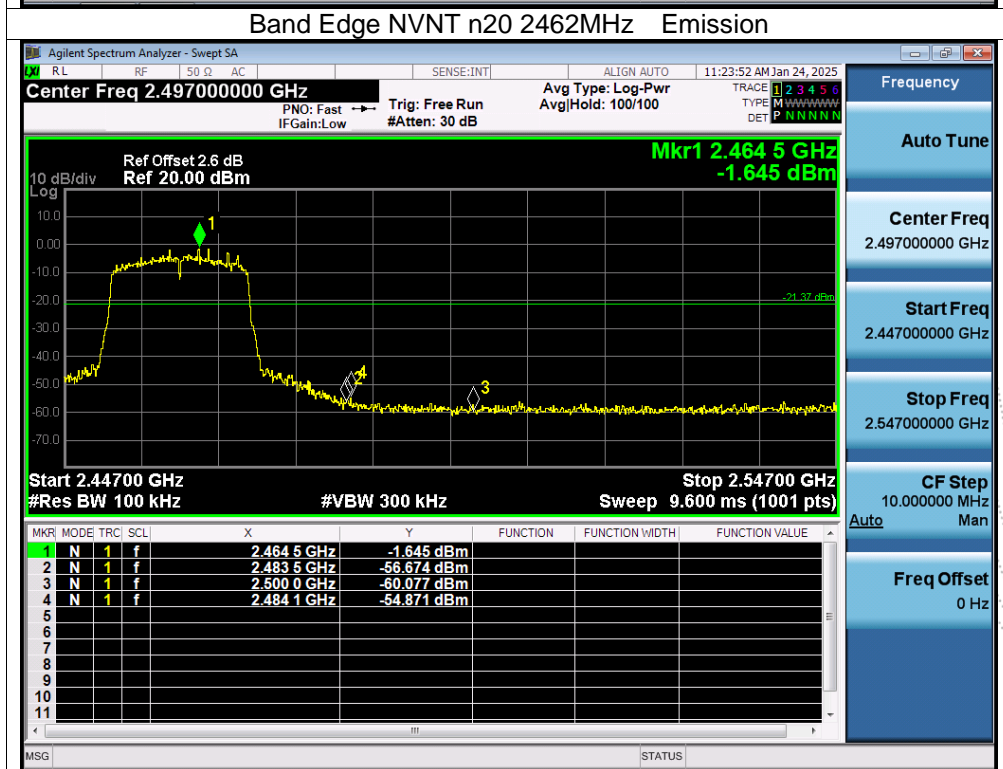 Band Edge NVNT n20 2462MHz Emission
Agilent Spectrum Analyzer - Swept SA
LXI RL RF 50 Ω AC SENSE:INT ALIGN AUTO 11:23:52 AM Jan 24, 2025
Center Freq 2.497000000 GHz
PNO: Fast
IFGain:Low
Trig: Free Run
#Atten: 30 dB
Avg Type: Log-Pwr
Avg|Hold: 100/100
TRACE 1 2 3 4 5 6
TYPE M WWWWW
DET P N N N N N
Mkr1 2.464 5 GHz
-1.645 dBm
Ref Offset 2.6 dB
10 dB/div Ref 20.00 dBm
Log
10.0
0.00
-10.0
-20.0
-30.0
-40.0
-50.0
-60.0
-70.0
1
-21.37 dBm
2
4
3
Start 2.44700 GHz Stop 2.54700 GHz
#Res BW 100 kHz #VBW 300 kHz Sweep 9.600 ms (1001 pts)
MKR MODE TRC SCL X Y FUNCTION FUNCTION WIDTH FUNCTION VALUE
1 N 1 f 2.464 5 GHz -1.645 dBm
2 N 1 f 2.483 5 GHz -56.674 dBm
3 N 1 f 2.500 0 GHz -60.077 dBm
4 N 1 f 2.484 1 GHz -54.871 dBm
5
6
7
8
9
10
11
MSG STATUS
Frequency
Auto Tune
Center Freq
2.497000000 GHz
Start Freq
2.447000000 GHz
Stop Freq
2.547000000 GHz
CF Step
10.000000 MHz
Auto Man
Freq Offset
0 Hz